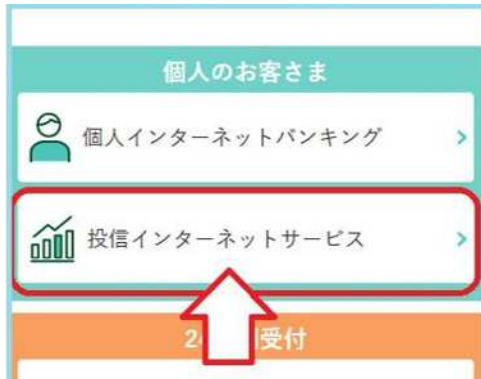 個人のお客さま
個人インターネットバンキング
投信インターネットサービス
受付